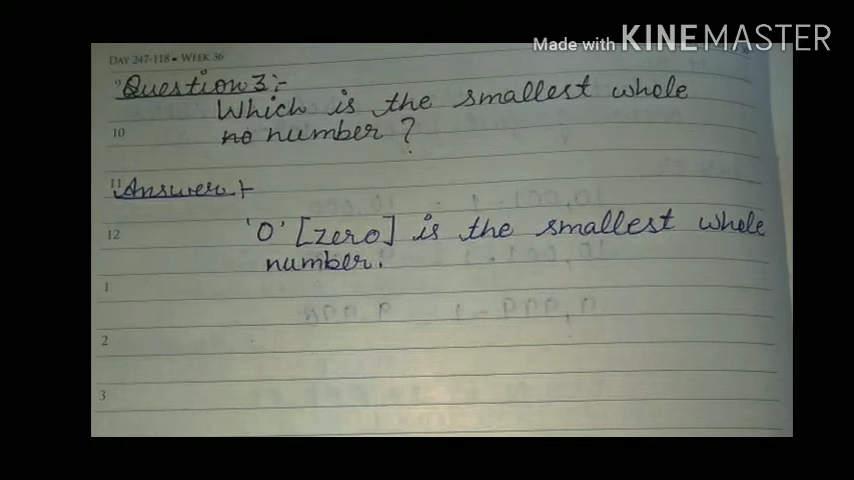 Made with KINEMASTER
DAY 247-118 ▪ WEEK 36
9
Question 3:-
Which is the smallest whole
10
no number ?
11
Answer :-
12
'0' [zero] is the smallest whole
number.
1
2
3